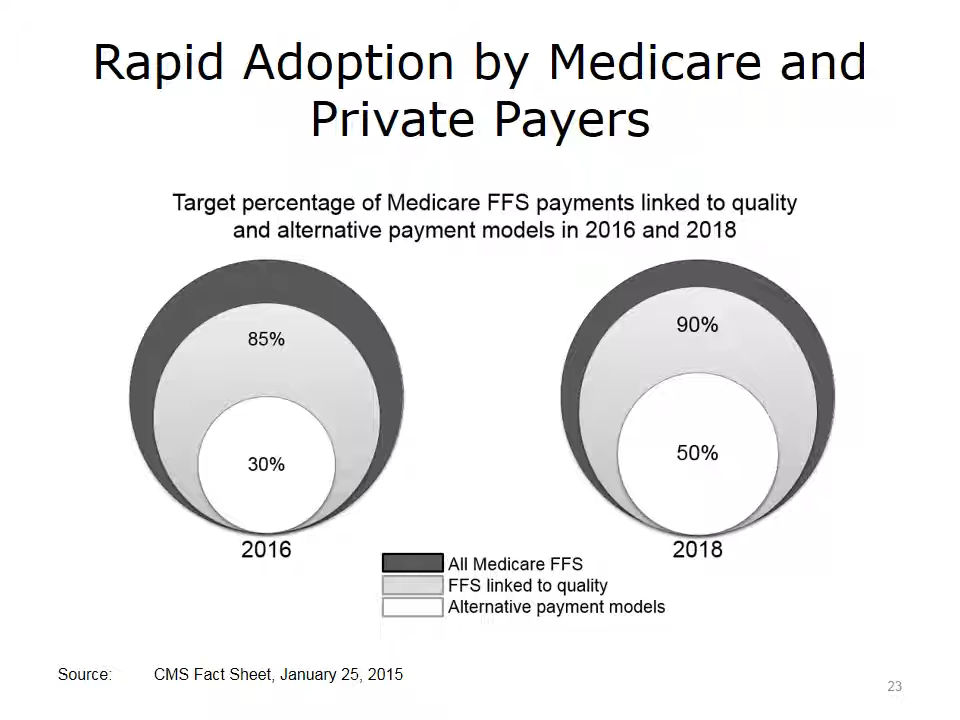 Rapid Adoption by Medicare and
Private Payers
Target percentage of Medicare FFS payments linked to quality
and alternative payment models in 2016 and 2018
85%
30%
2016
90%
50%
2018
All Medicare FFS
FFS linked to quality
Alternative payment models
Source: CMS Fact Sheet, January 25, 2015
23